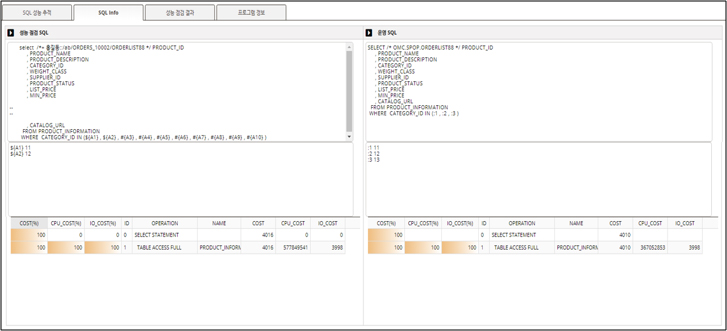 SQL 성능 추적
SQL Info
성능 점검 결과
프로그램 정보
성능 점검 SQL
select /*+ 홍길동://ab/ORDERS_10002/ORDERLIST88 */ PRODUCT_ID
, PRODUCT_NAME
, PRODUCT_DESCRIPTION
, CATEGORY_ID
, WEIGHT_CLASS
, SUPPLIER_ID
, PRODUCT_STATUS
, LIST_PRICE
, MIN_PRICE
--
--
, CATALOG_URL
FROM PRODUCT_INFORMATION
WHERE CATEGORY_ID IN (${A1} , ${A2} , #{A3} , #{A4} , #{A5} , #{A6} , #{A7} , #{A8} , #{A9} , #{A10} )
${A1} 11
${A2} 12
COST(%) CPU_COST(%) IO_COST(%) ID OPERATION NAME COST CPU_COST IO_COST
100 0 0 0 SELECT STATEMENT 4016 0 0
100 100 100 1 TABLE ACCESS FULL PRODUCT_INFORM 4016 577849541 3998
운영 SQL
SELECT /* OMC.SPOP.ORDERLIST88 */ PRODUCT_ID
, PRODUCT_NAME
, PRODUCT_DESCRIPTION
, CATEGORY_ID
, WEIGHT_CLASS
, SUPPLIER_ID
, PRODUCT_STATUS
, LIST_PRICE
, MIN_PRICE
, CATALOG_URL
FROM PRODUCT_INFORMATION
WHERE CATEGORY_ID IN (:1 , :2 , :3 )
:1 11
:2 12
:3 13
COST(%) CPU_COST(%) IO_COST(%) ID OPERATION NAME COST CPU_COST IO_COST
100 0 SELECT STATEMENT 4010
100 100 100 1 TABLE ACCESS FULL PRODUCT_INFORM 4010 367052853 3998